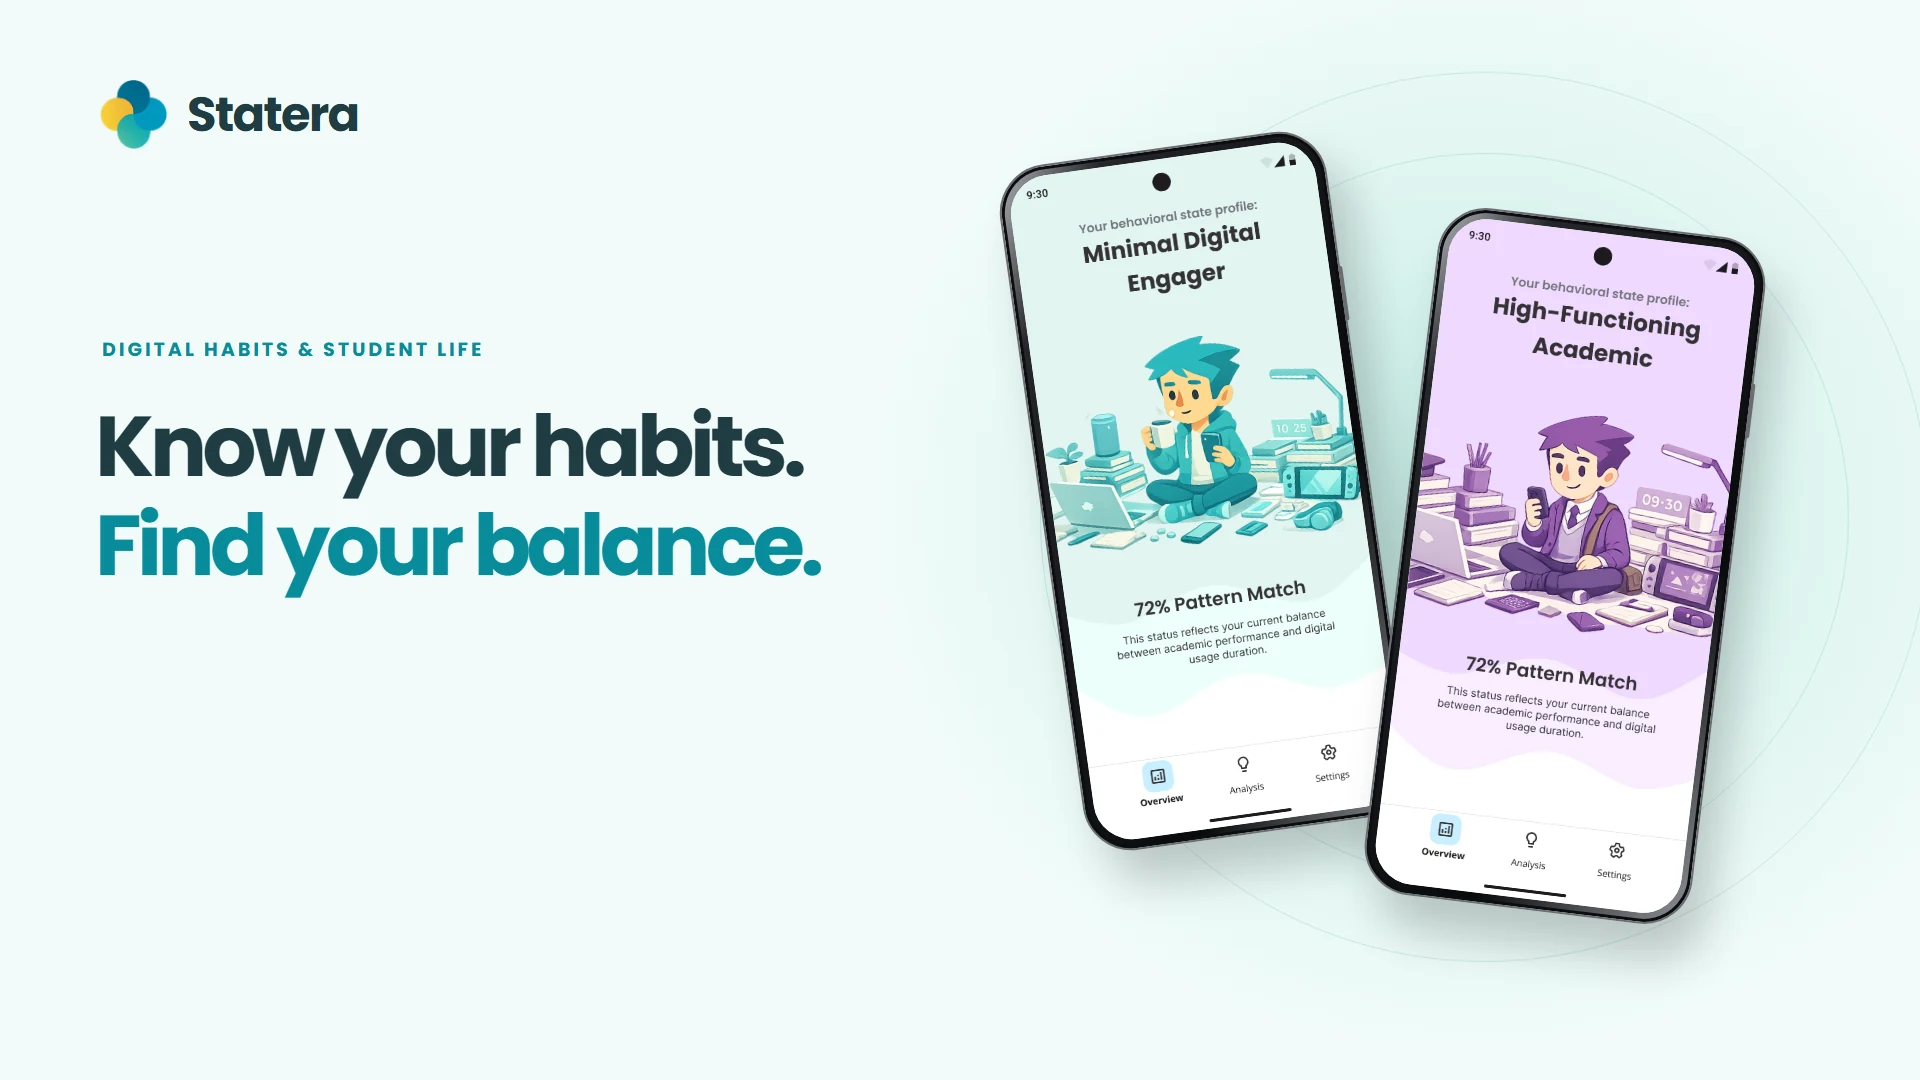 Statera
DIGITAL HABITS & STUDENT LIFE
Know your habits.
Find your balance.
9:30
Your behavioral state profile:
Minimal Digital
Engager
10 25
72% Pattern Match
This status reflects your current balance
between academic performance and digital
usage duration.
Overview
Analysis
Settings
9:30
Your behavioral state profile:
High-Functioning
Academic
09:30
72% Pattern Match
This status reflects your current balance
between academic performance and digital
usage duration.
Overview
Analysis
Settings